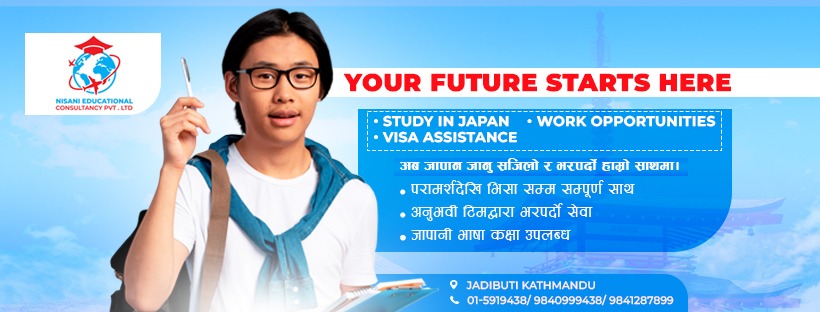 NISANI EDUCATIONAL
CONSULTANCY PVT. LTD
YOUR FUTURE STARTS HERE
• STUDY IN JAPAN • WORK OPPORTUNITIES
• VISA ASSISTANCE
अब जापान जानु सजिलो र भरपर्दो हाम्रो साथमा।
• परामर्शदेखि भिसा सम्म सम्पूर्ण साथ
• अनुभवी टिमद्वारा भरपर्दो सेवा
• जापानी भाषा कक्षा उपलब्ध
JADIBUTI KATHMANDU
01-5919438/ 9840999438/ 9841287899